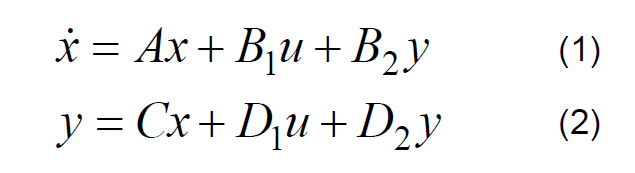 ẋ = Ax + B₁u + B₂y (1)
y = Cx + D₁u + D₂y (2)